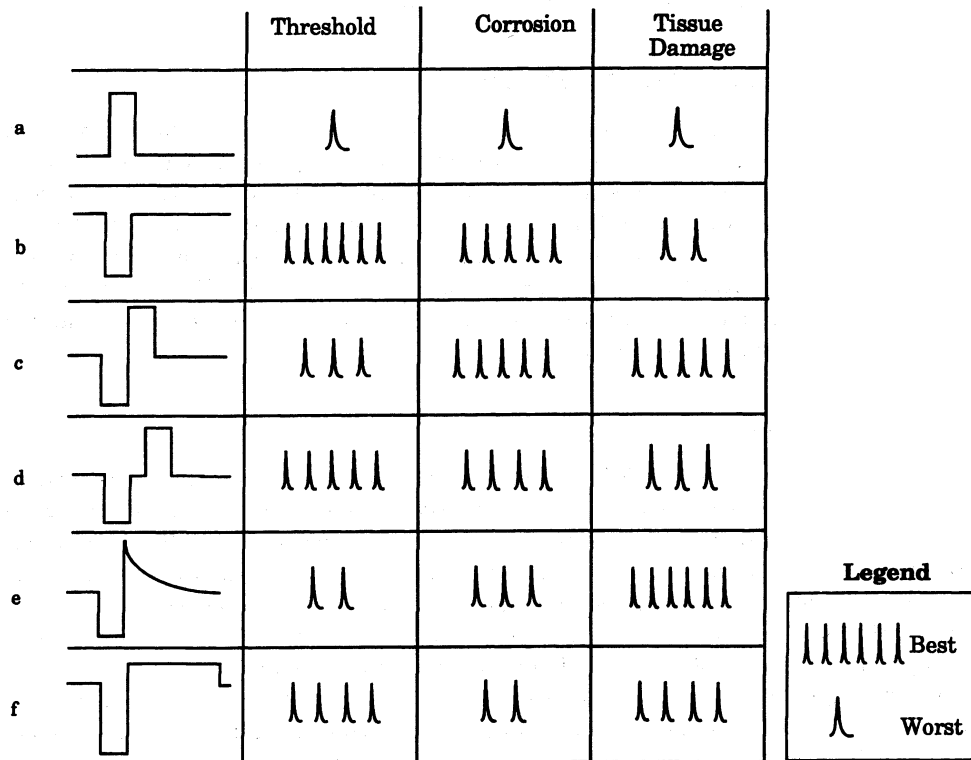 Threshold
Corrosion
Tissue
Damage
a
b
c
d
e
f
Legend
Best
Worst